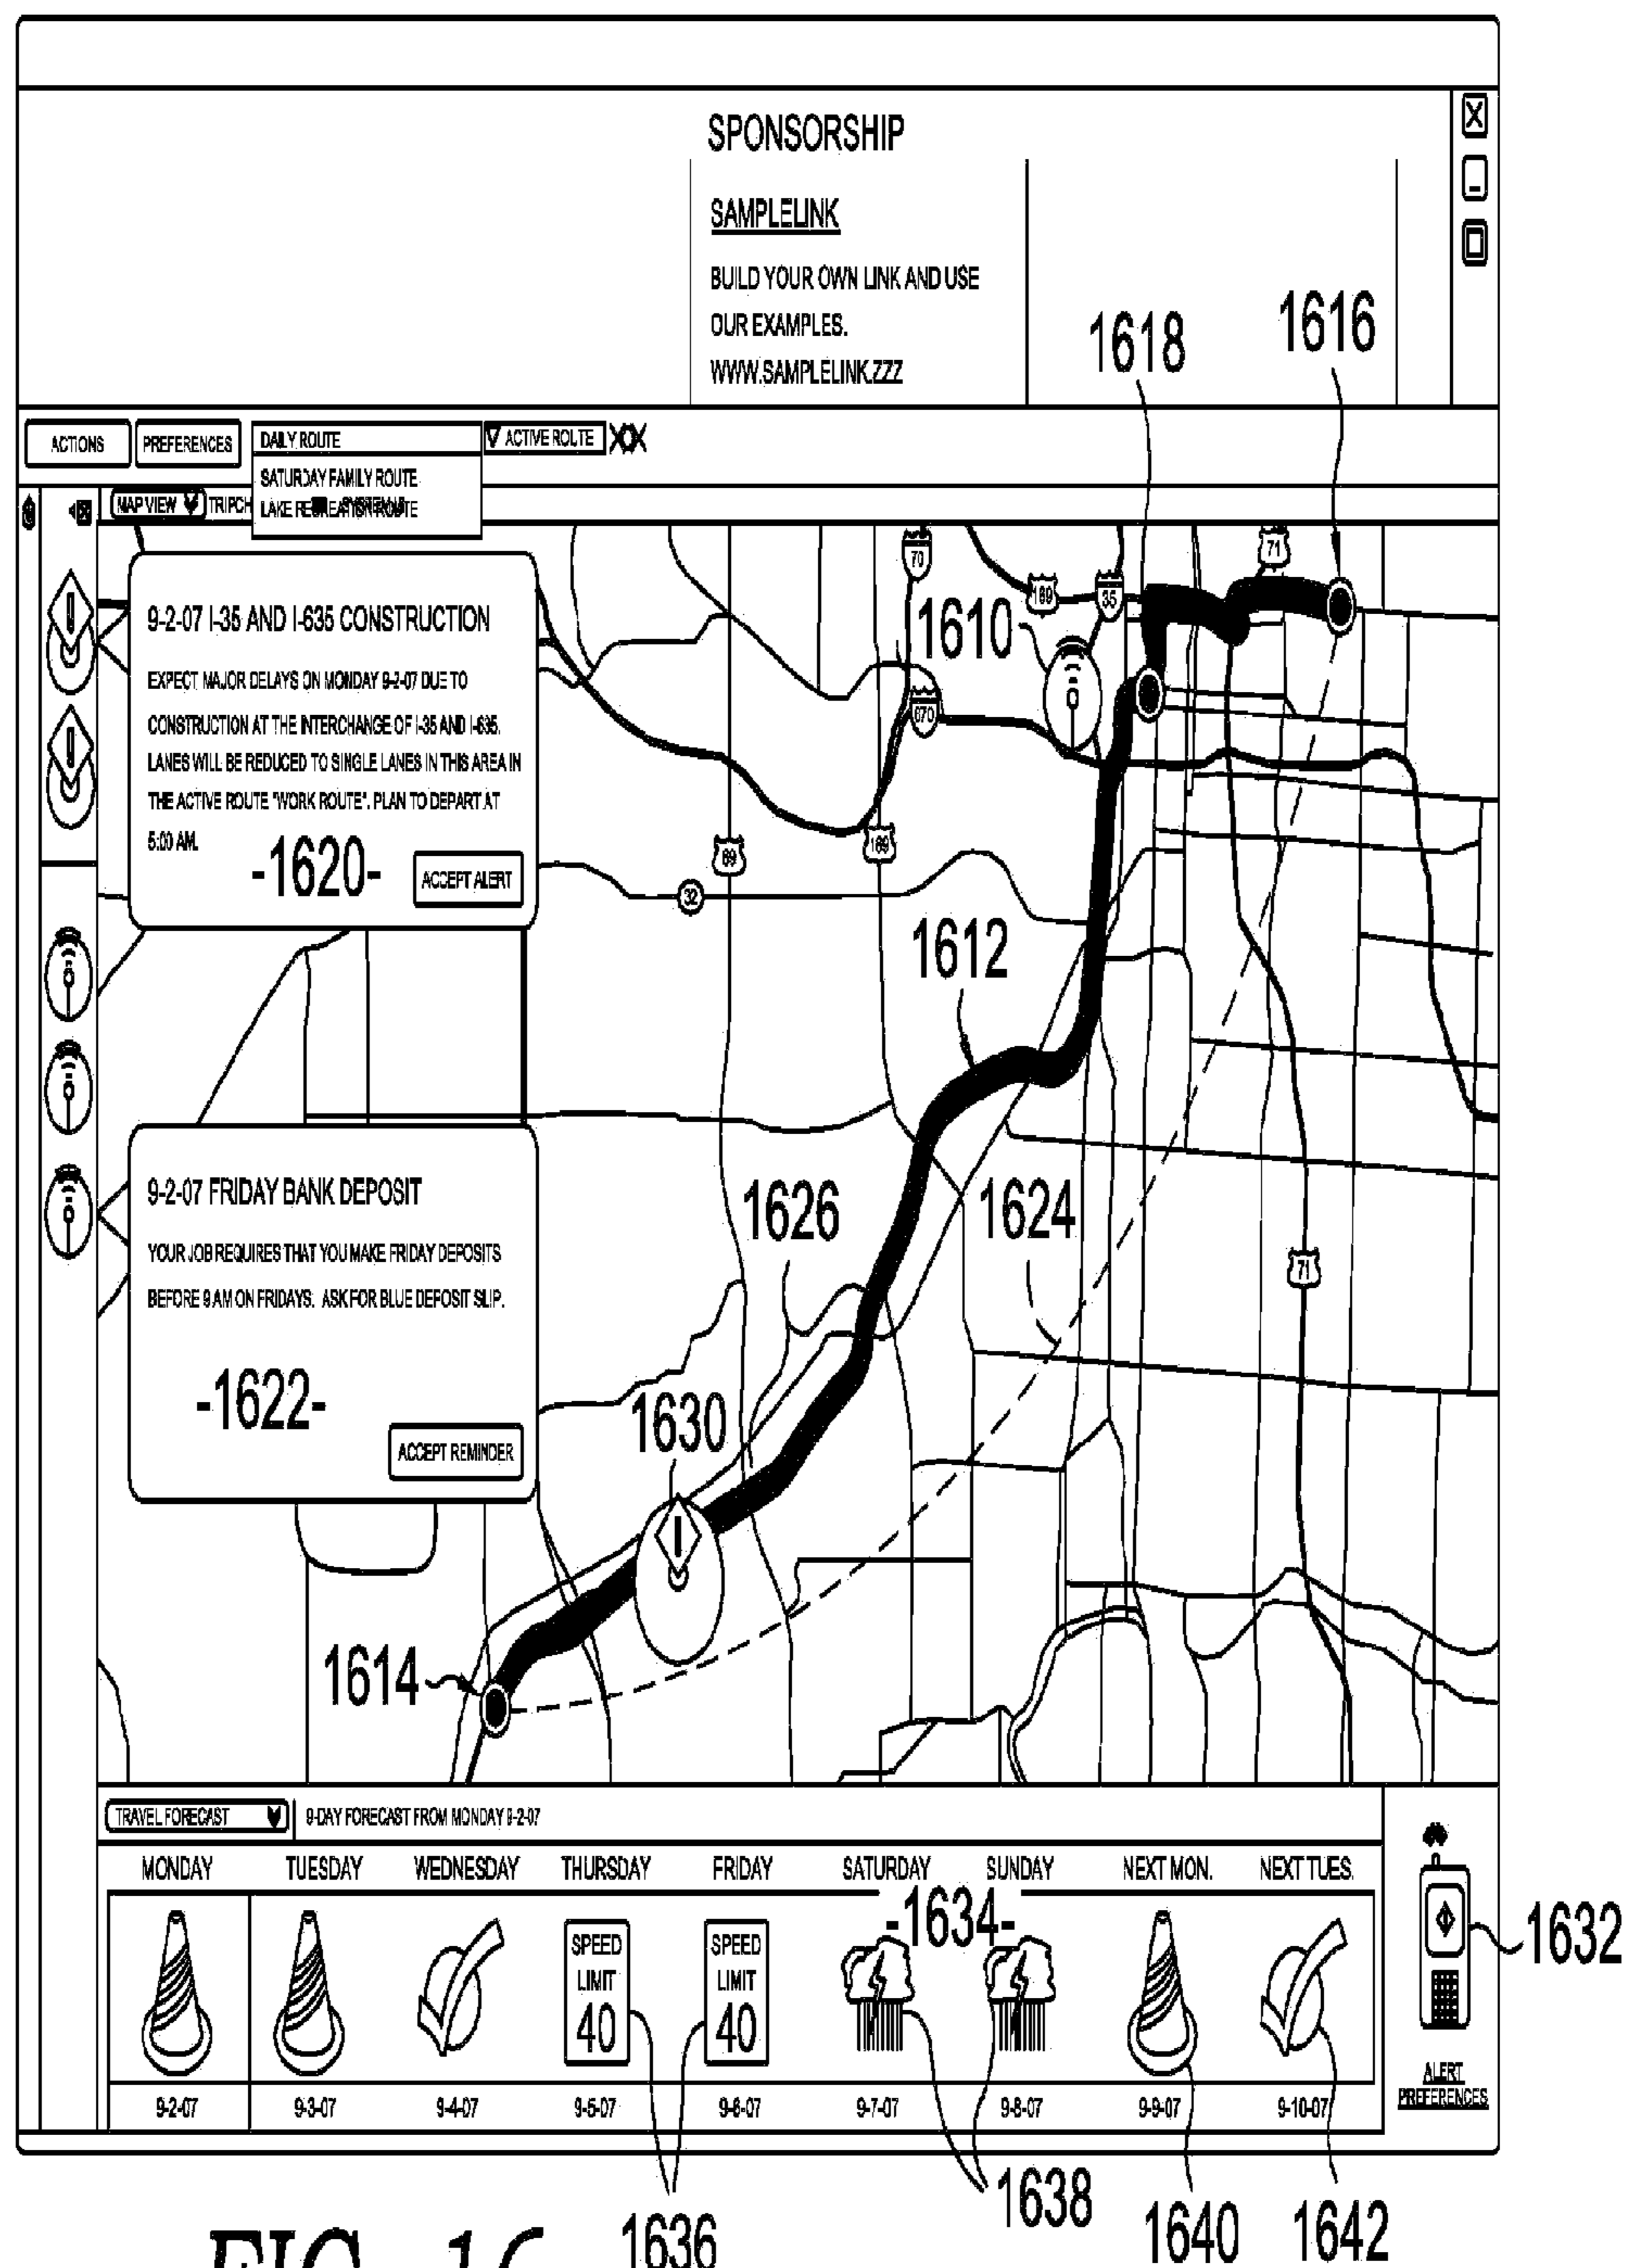 SPONSORSHIP
SAMPLELINK
BUILD YOUR OWN LINK AND USE
OUR EXAMPLES.
WWW.SAMPLELINK.ZZZ
1618
1616
ACTIONS
PREFERENCES
DAILY ROUTE
ACTIVE ROUTE
SATURDAY FAMILY ROUTE
MAP VIEW
TRIPCH
LAKE RECREATION ROUTE
70
169
35
71
1610
670
9-2-07 I-35 AND I-635 CONSTRUCTION
EXPECT MAJOR DELAYS ON MONDAY 9-2-07 DUE TO
CONSTRUCTION AT THE INTERCHANGE OF I-35 AND I-635.
LANES WILL BE REDUCED TO SINGLE LANES IN THIS AREA IN
THE ACTIVE ROUTE "WORK ROUTE". PLAN TO DEPART AT
5:00 AM.
-1620-
ACCEPT ALERT
69
169
32
1612
9-2-07 FRIDAY BANK DEPOSIT
YOUR JOB REQUIRES THAT YOU MAKE FRIDAY DEPOSITS
BEFORE 9 AM ON FRIDAYS. ASK FOR BLUE DEPOSIT SLIP.
-1622-
ACCEPT REMINDER
1626
1624
71
1630
1614
TRAVEL FORECAST
9-DAY FORECAST FROM MONDAY 9-2-07
MONDAY
TUESDAY
WEDNESDAY
THURSDAY
FRIDAY
SATURDAY
SUNDAY
NEXT MON.
NEXT TUES.
-1634-
SPEED
LIMIT
40
SPEED
LIMIT
40
1632
9-2-07
9-3-07
9-4-07
9-5-07
9-6-07
9-7-07
9-8-07
9-9-07
9-10-07
ALERT
PREFERENCES
1636
1638
1640
1642
FIG. 16